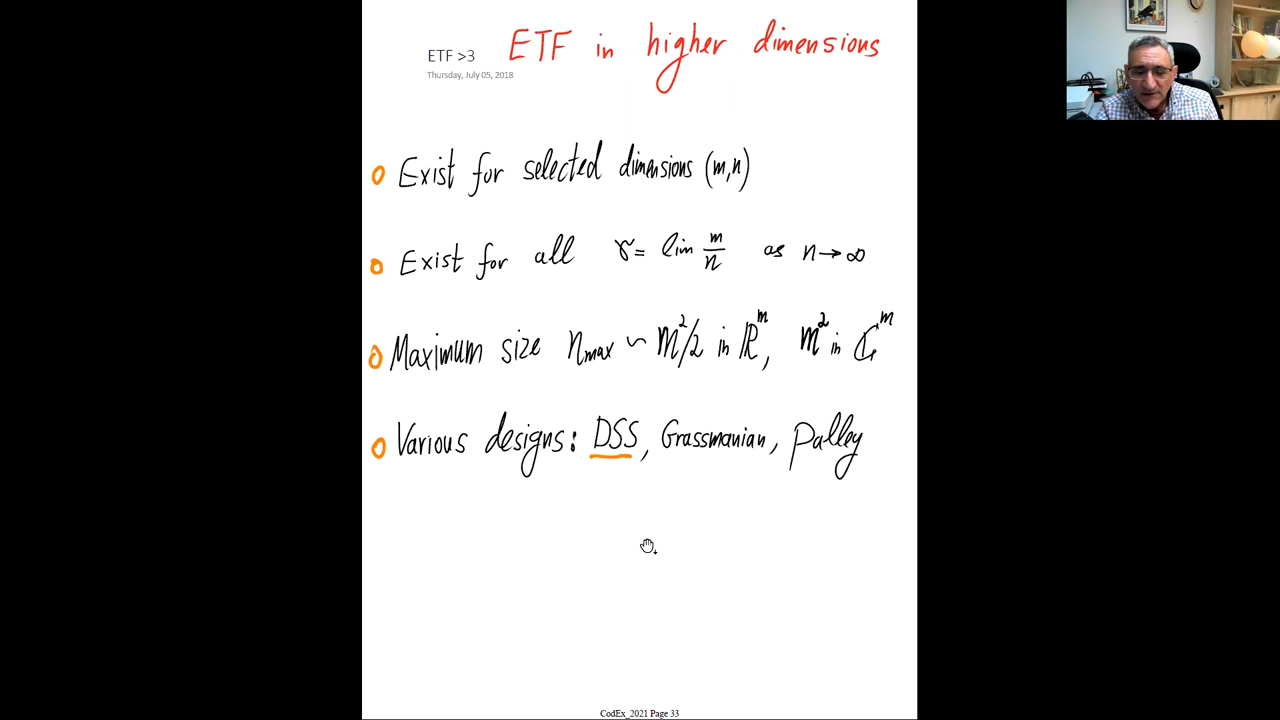 ETF >3
ETF in higher dimensions
Thursday, July 05, 2018
Exist for selected dimensions (m,n)
Exist for all γ = lim m/n as n→∞
Maximum size n_max ~ m²/2 in ℝ^m, m² in ℂ^m
Various designs: DSS, Grassmanian, Palley
CodEx_2021 Page 33